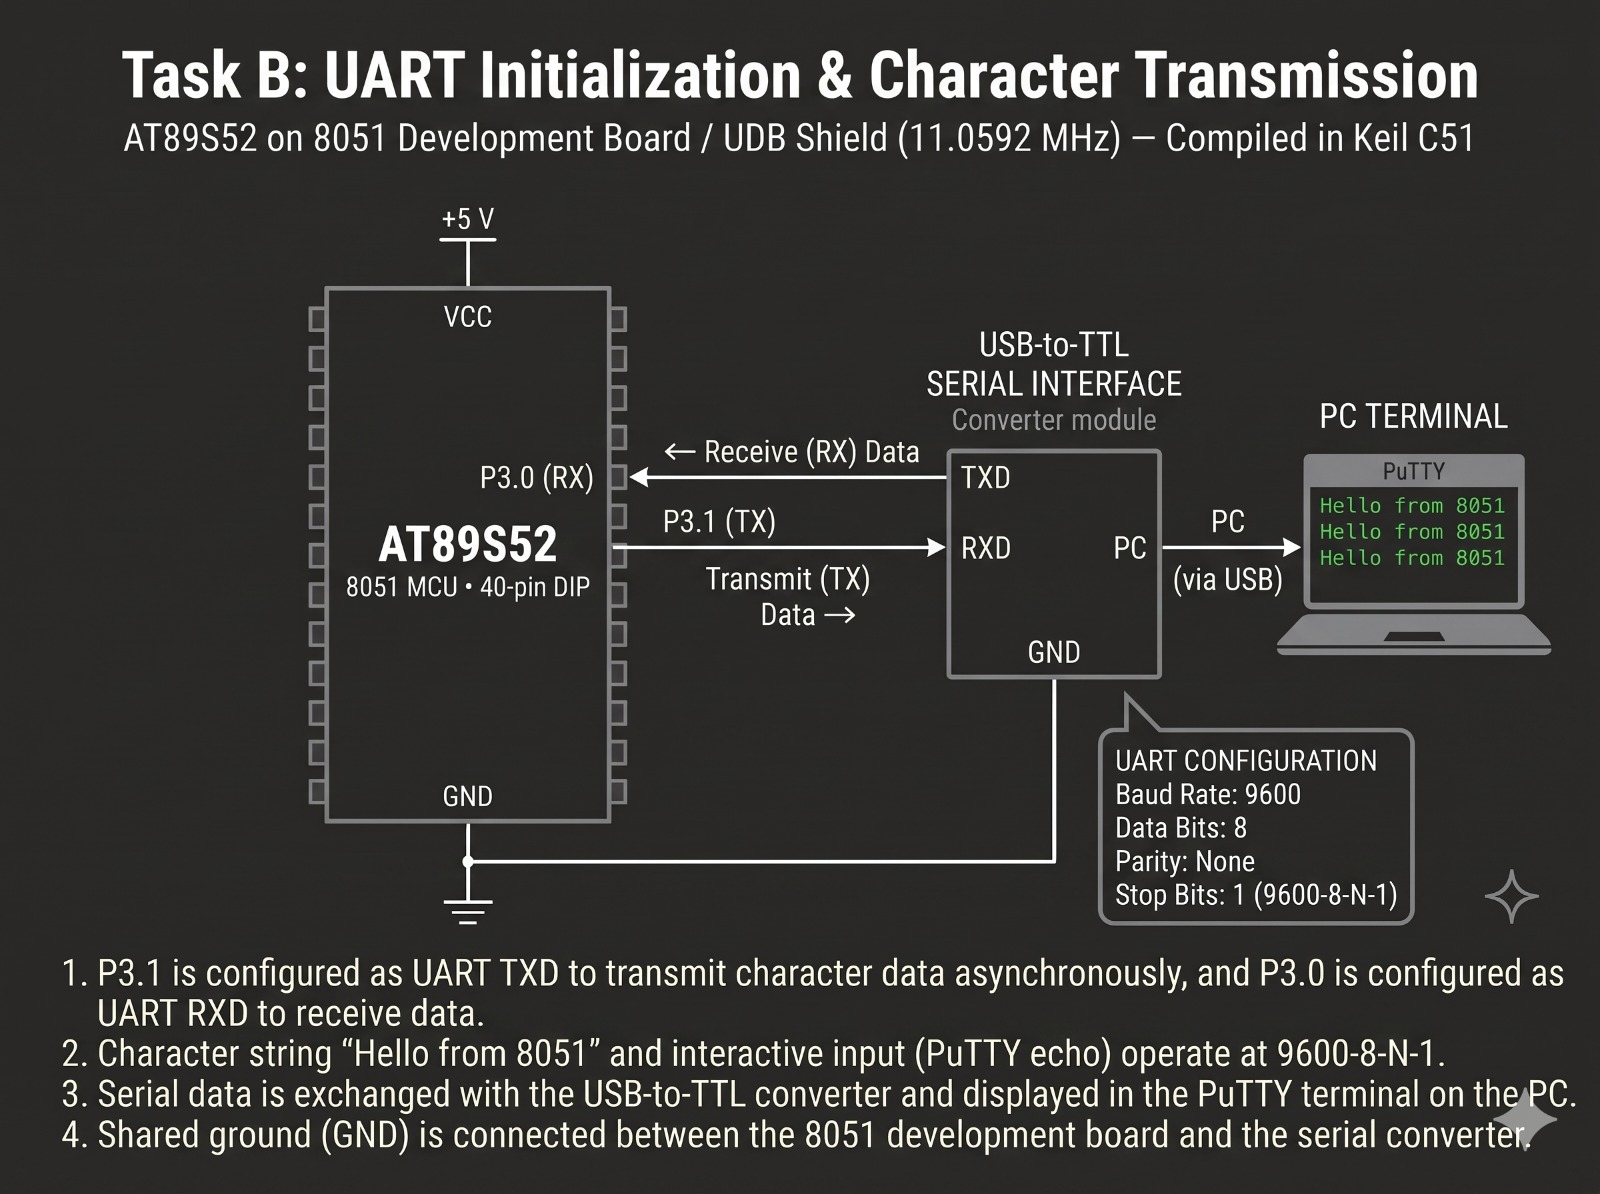 Task B: UART Initialization & Character Transmission
AT89S52 on 8051 Development Board / UDB Shield (11.0592 MHz) — Compiled in Keil C51
+5 V
VCC
USB-to-TTL
SERIAL INTERFACE
Converter module
PC TERMINAL
← Receive (RX) Data
PuTTY
P3.0 (RX)
TXD
Hello from 8051
Hello from 8051
Hello from 8051
P3.1 (TX)
PC
AT89S52
RXD
PC
8051 MCU • 40-pin DIP
Transmit (TX)
Data →
(via USB)
GND
GND
UART CONFIGURATION
Baud Rate: 9600
Data Bits: 8
Parity: None
Stop Bits: 1 (9600-8-N-1)
1. P3.1 is configured as UART TXD to transmit character data asynchronously, and P3.0 is configured as
UART RXD to receive data.
2. Character string “Hello from 8051” and interactive input (PuTTY echo) operate at 9600-8-N-1.
3. Serial data is exchanged with the USB-to-TTL converter and displayed in the PuTTY terminal on the PC.
4. Shared ground (GND) is connected between the 8051 development board and the serial converter.